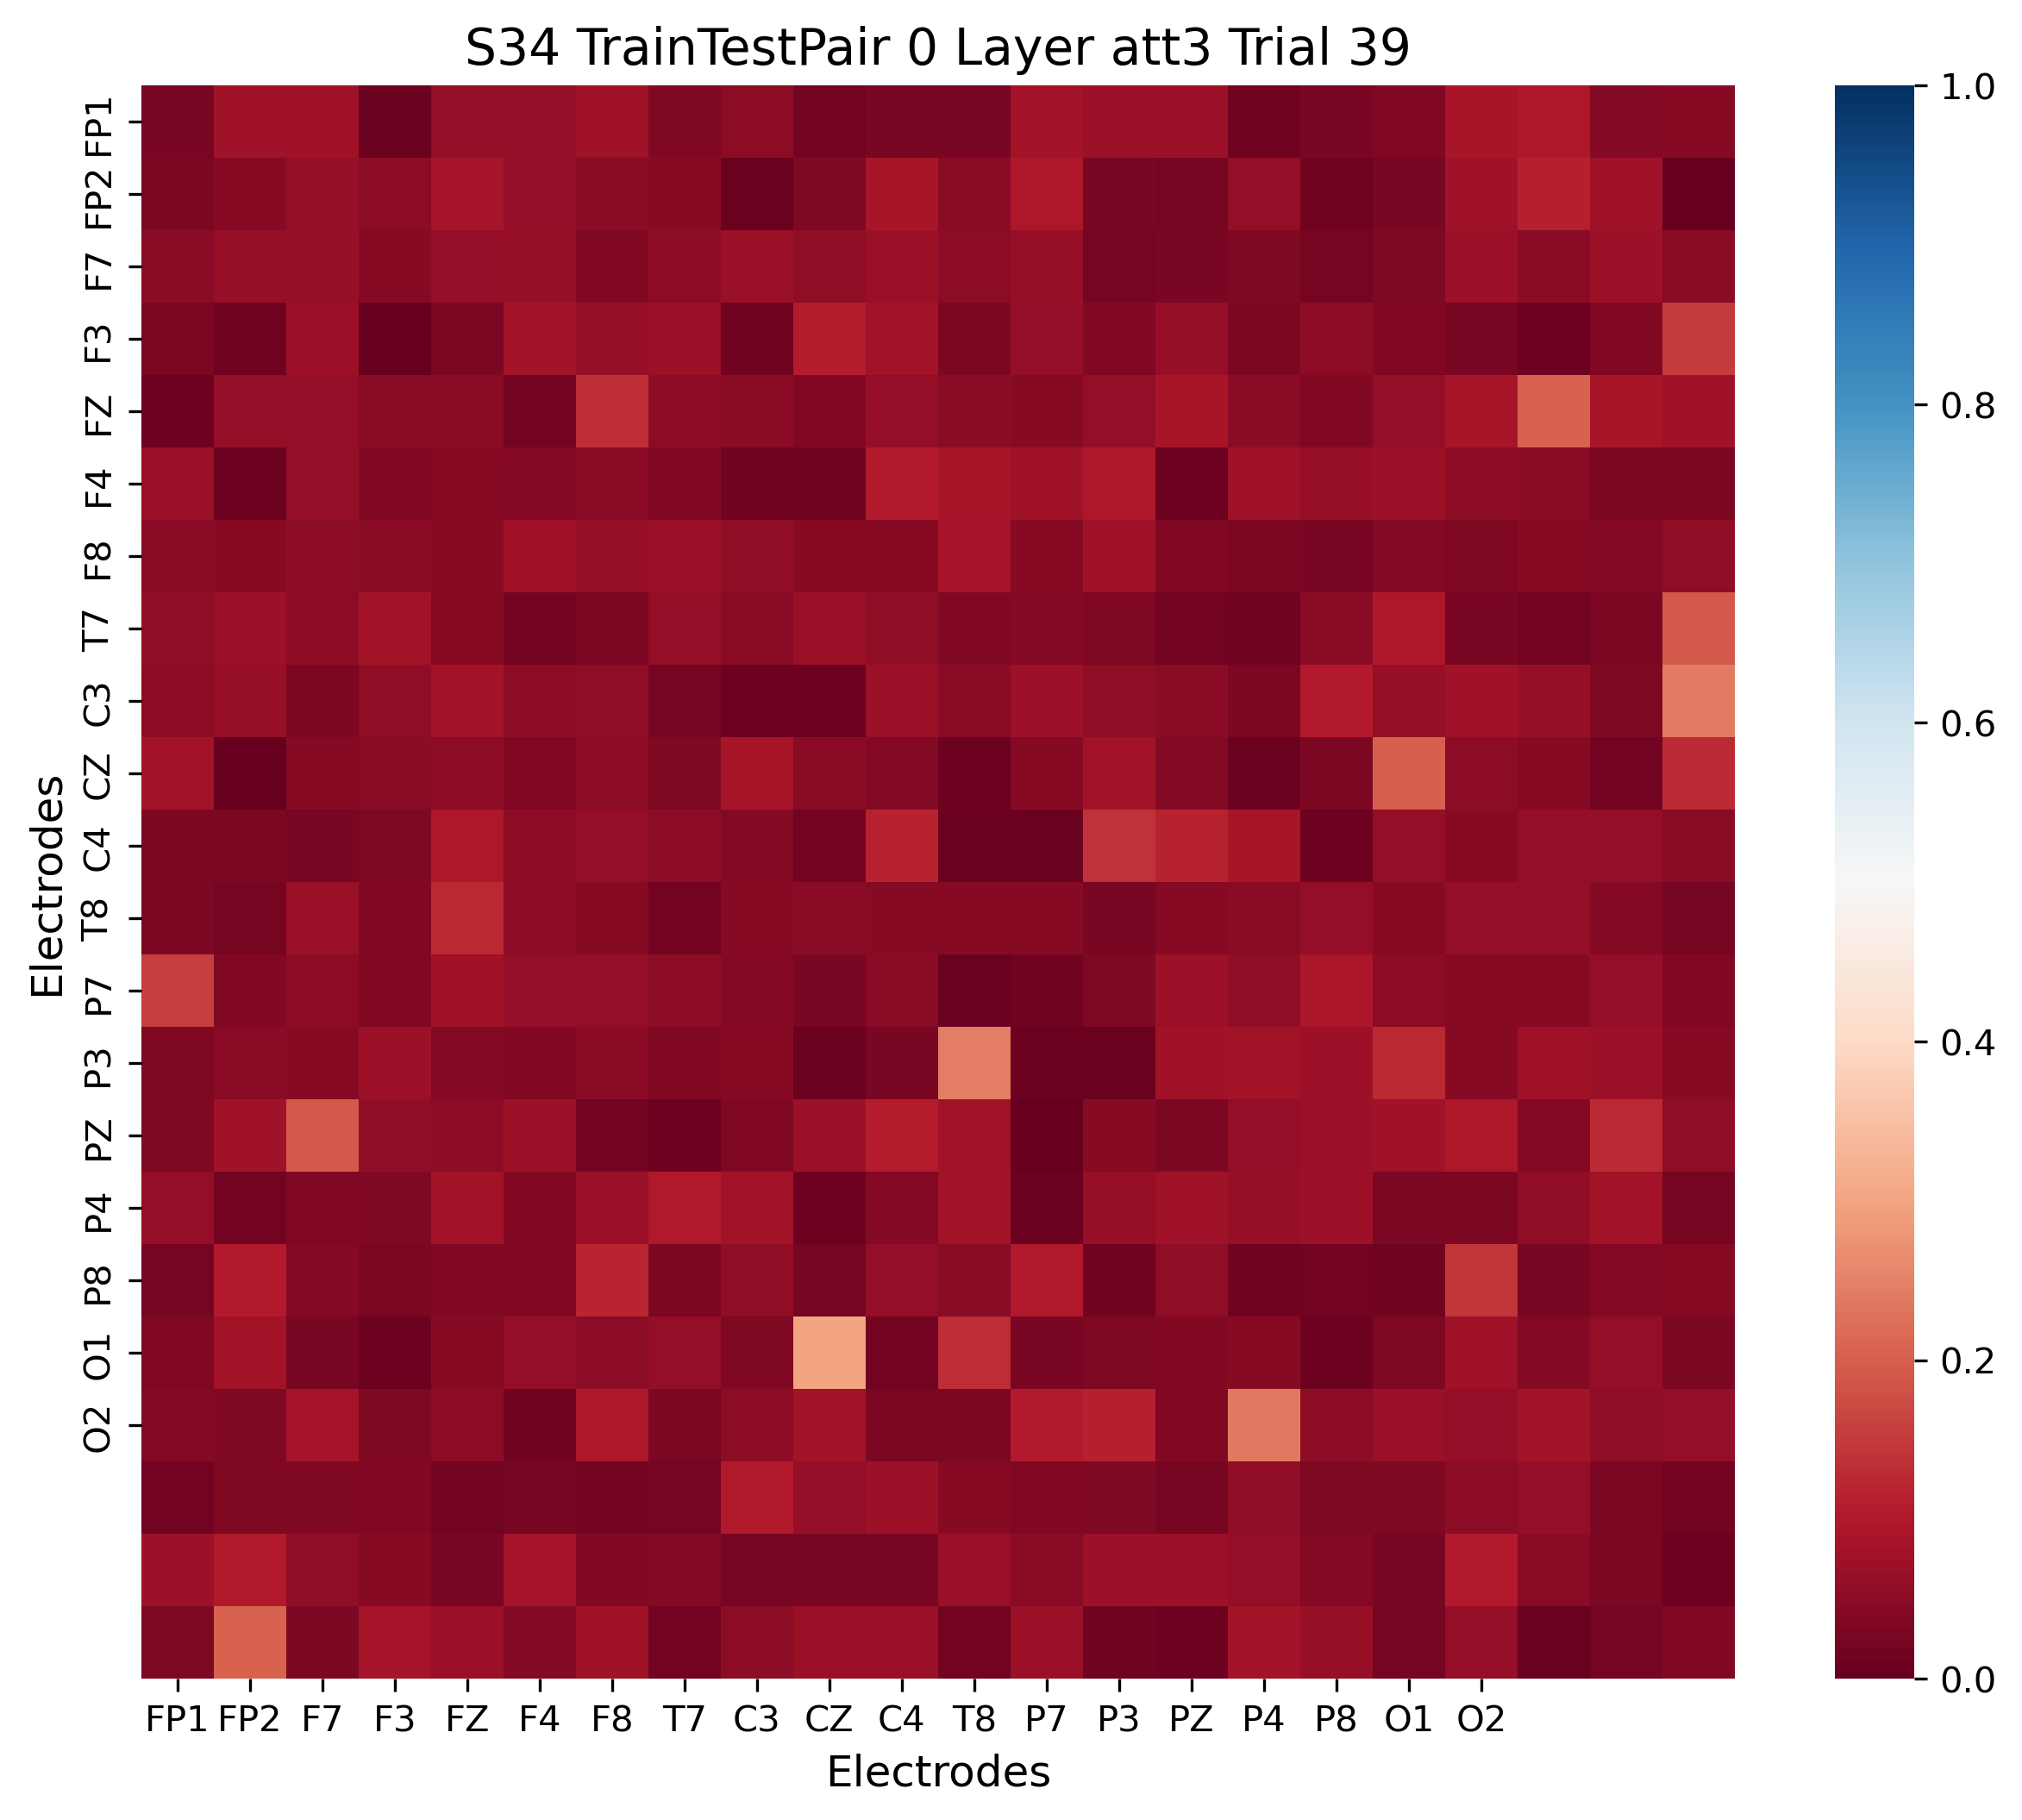 S34 TrainTestPair 0 Layer att3 Trial 39
Electrodes
FP1
FP2
F7
F3
FZ
F4
F8
T7
C3
CZ
C4
T8
P7
P3
PZ
P4
P8
O1
O2
FP1 FP2 F7 F3 FZ F4 F8 T7 C3 CZ C4 T8 P7 P3 PZ P4 P8 O1 O2
Electrodes
1.0
0.8
0.6
0.4
0.2
0.0